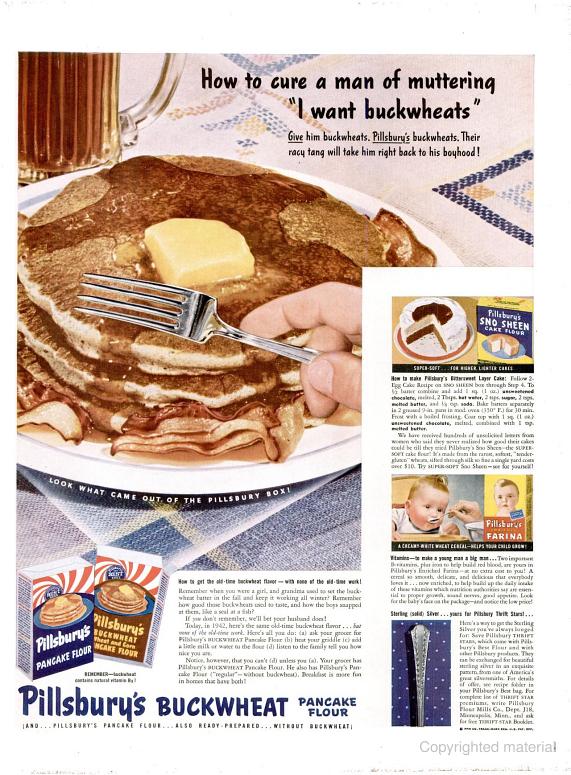 How to cure a man of muttering
"I want buckwheats"
Give him buckwheats. Pillsbury's buckwheats. Their
racy tang will take him right back to his boyhood!
LOOK WHAT CAME OUT OF THE PILLSBURY BOX!
Pillsbury's
SNO SHEEN
CAKE FLOUR
SUPER-SOFT...FOR HIGHER, LIGHTER CAKES
How to make Pillsbury's Bittersweet Layer Cake: Follow 2-
Egg Cake Recipe on SNO SHEEN box through Step 4. To
½ batter combine and add 1 sq. (1 oz.) unsweetened
chocolate, melted, 2 Tbsps. hot water, 2 tsps. sugar, 2 tsps.
melted butter, and ¼ tsp. soda. Bake batters separately
in 2 greased 9-in. pans in mod. oven (350° F.) for 30 min.
Frost with a boiled frosting. Coat top with 1 sq. (1 oz.)
unsweetened chocolate, melted, combined with 1 tsp.
melted butter.
We have received hundreds of unsolicited letters from
women who said they never realized how good their cakes
could be till they tried Pillsbury's Sno Sheen—the SUPER-
SOFT cake flour! It's made from the rarest, softest, "tender-
gluten" wheats, sifted through silk so fine a single yard costs
over $10. Try SUPER-SOFT Sno Sheen—see for yourself!
Pillsbury's
FARINA
A CREAMY-WHITE WHEAT CEREAL—HELPS YOUR CHILD GROW!
Vitamins—to make a young man a big man...Two important
B-vitamins, plus iron to help build red blood, are yours in
Pillsbury's Enriched Farina—at no extra cost to you! A
cereal so smooth, delicate, and delicious that everybody
loves it...now enriched, to help build up the daily intake
of these vitamins which nutrition authorities say are essen-
tial to proper growth, sound nerves, good appetite. Look
for the baby's face on the package—and notice the low price!
Sterling (solid) Silver...yours for Pillsbury Thrift Stars...
Here's a way to get the Sterling
Silver you've always longed
for: Save Pillsbury THRIFT
STARS, which come with Pills-
bury's Best Flour and with
other Pillsbury products. They
can be exchanged for beautiful
sterling silver in an exquisite
pattern, from one of America's
great silversmiths. For details
of offer, see recipe folder in
your Pillsbury's Best bag. For
complete list of THRIFT STAR
premiums, write Pillsbury
Flour Mills Co., Dept. J18,
Minneapolis, Minn., and ask
for free THRIFT STAR Booklet.
Pillsbury's
PANCAKE FLOUR
Pillsbury's
BUCKWHEAT
PANCAKE FLOUR
REMEMBER—buckwheat
contains natural vitamin B₁!
How to get the old-time buckwheat flavor—with none of the old-time work!
Remember when you were a girl, and grandma used to set the buck-
wheat batter in the fall and keep it working all winter? Remember
how good those buckwheats used to taste, and how the boys snapped
at them, like a seal at a fish?
If you don't remember, we'll bet your husband does!
Today, in 1942, here's the same old-time buckwheat flavor...but
none of the old-time work. Here's all you do: (a) ask your grocer for
Pillsbury's BUCKWHEAT Pancake Flour (b) heat your griddle (c) add
a little milk or water to the flour (d) listen to the family tell you how
nice you are.
Notice, however, that you can't (d) unless you (a). Your grocer has
Pillsbury's BUCKWHEAT Pancake Flour. He also has Pillsbury's Pan-
cake Flour ("regular"—without buckwheat). Breakfast is more fun
in homes that have both!
Pillsbury's BUCKWHEAT PANCAKE
FLOUR
(AND...PILLSBURY'S PANCAKE FLOUR...ALSO READY-PREPARED...WITHOUT BUCKWHEAT)
Copyrighted material